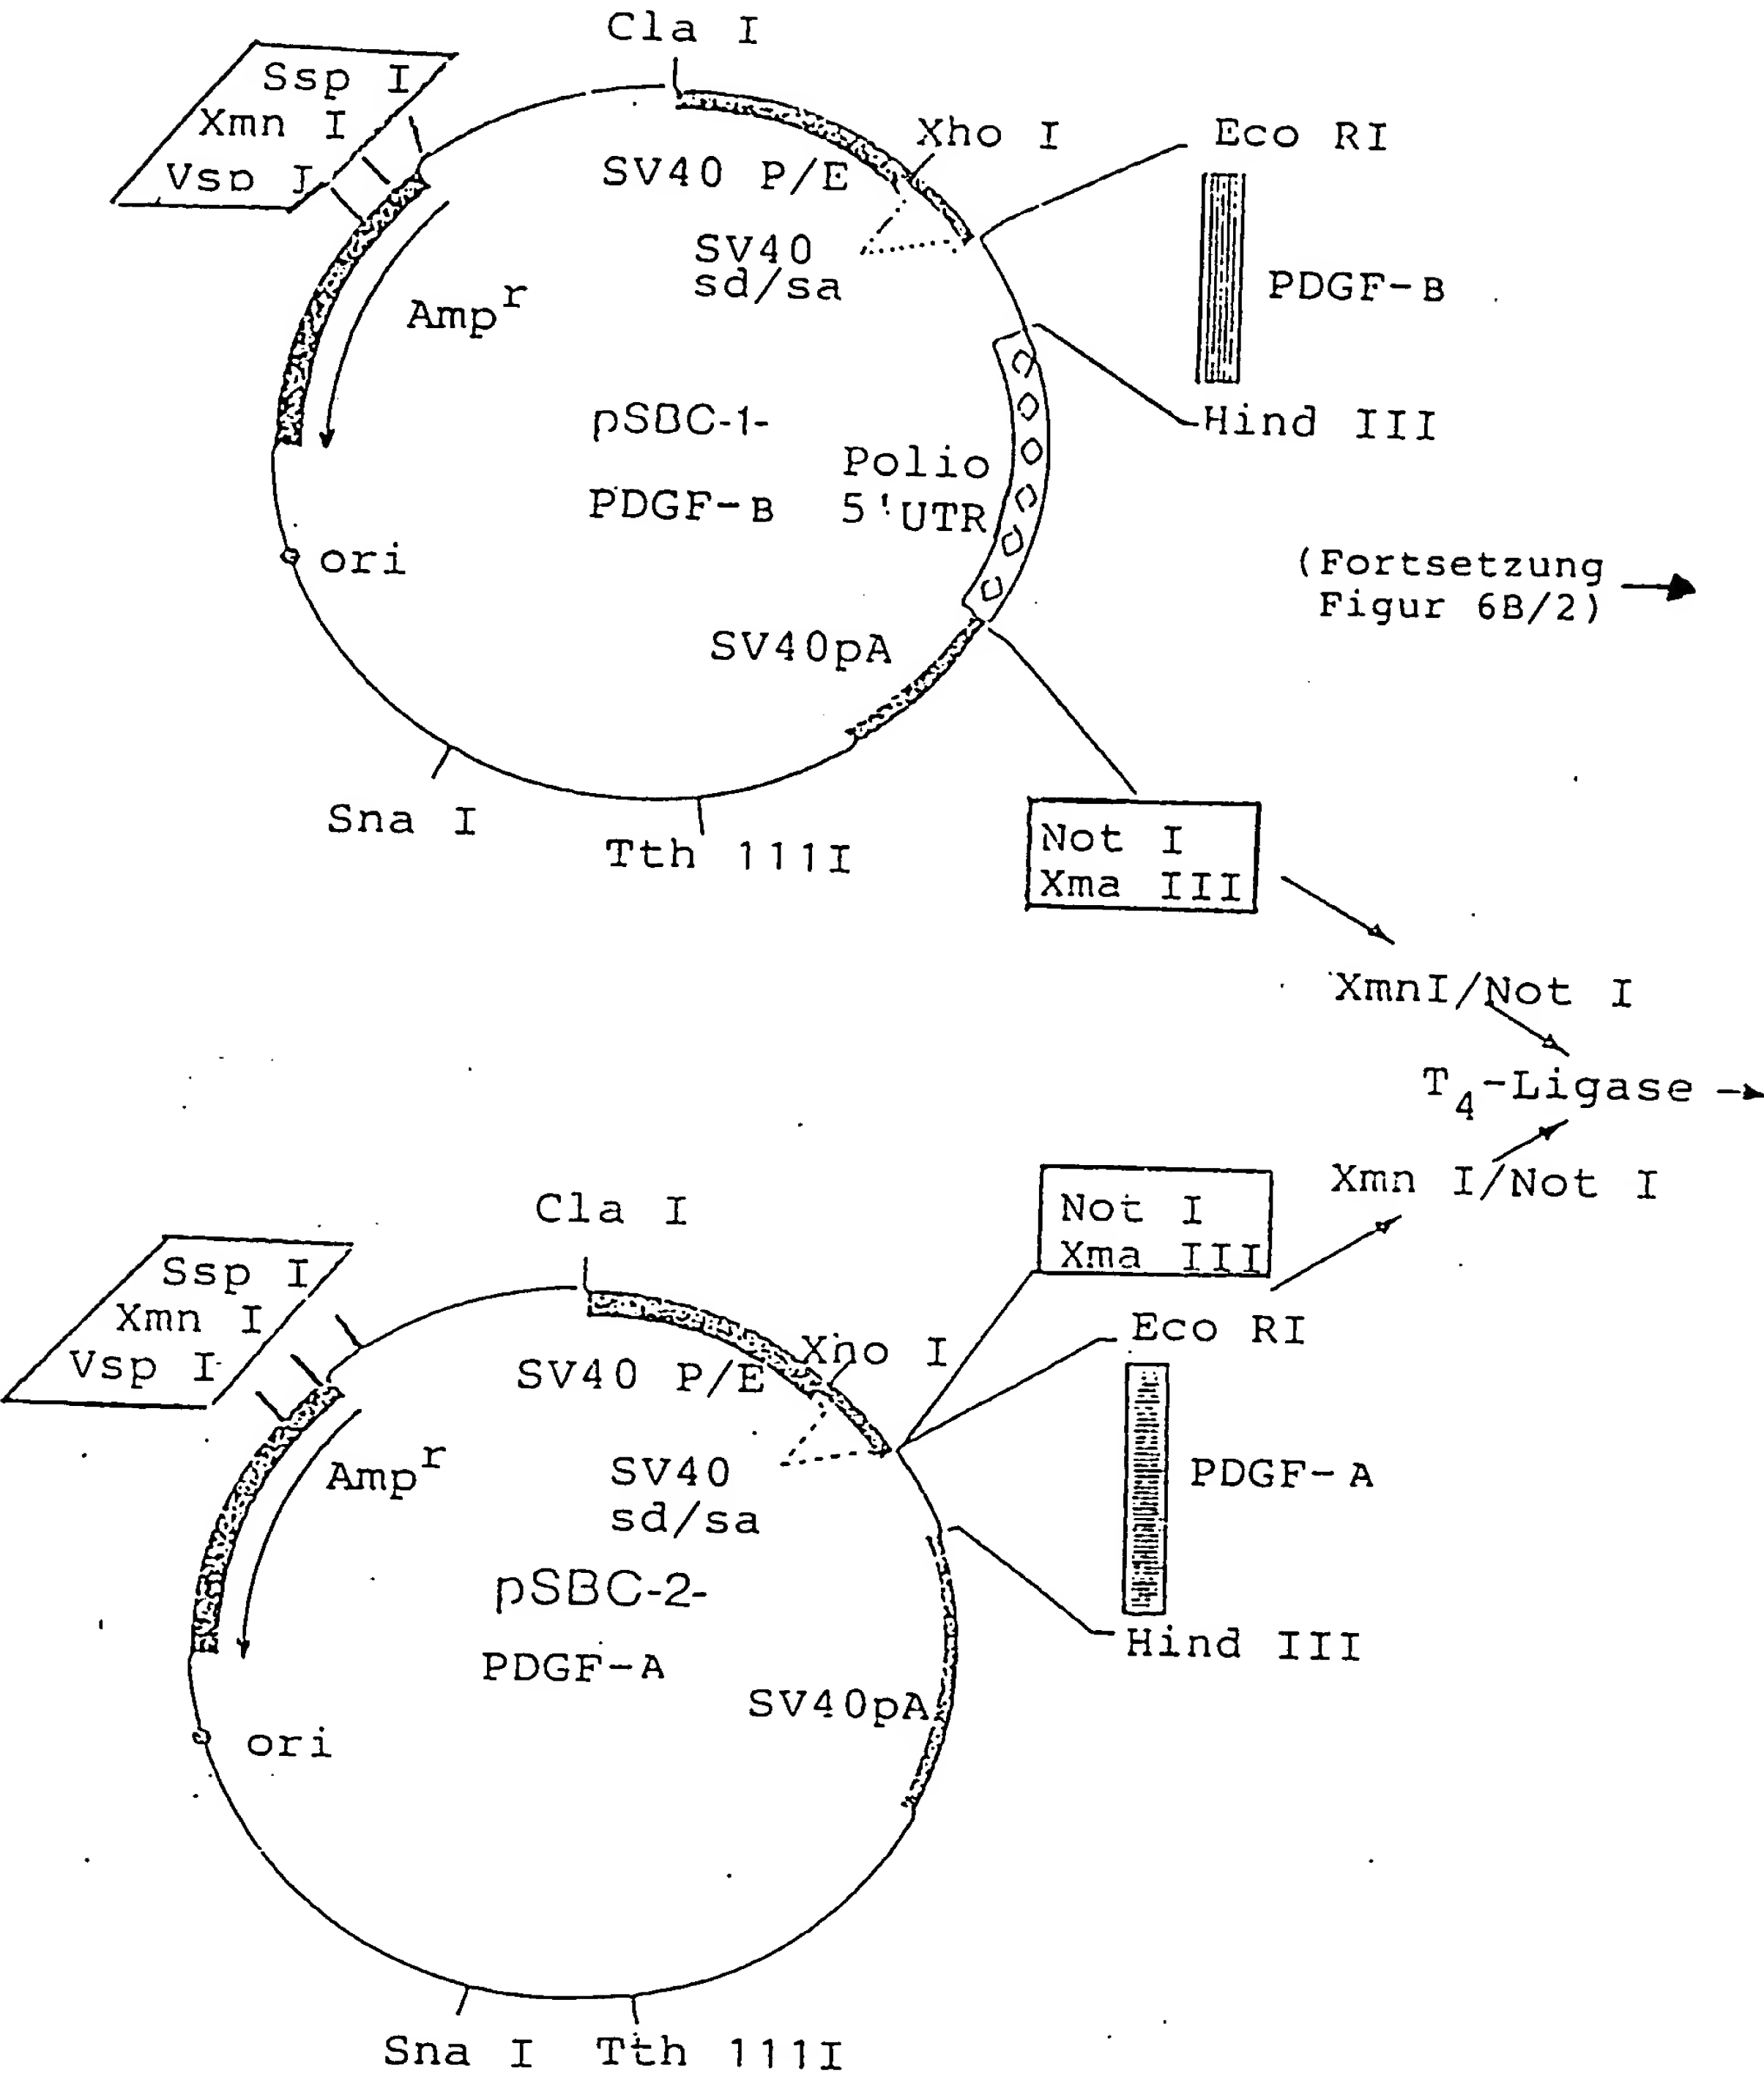 Cla I
Ssp I
Xmn I
Vsp I
Xho I
Eco RI
SV40 P/E
SV40
sd/sa
PDGF-B
Amp^r
Hind III
pSBC-1-
PDGF-B
Polio
5'UTR
ori
(Fortsetzung
Figur 6B/2)
SV40pA
Sna I
Tth 111I
Not I
Xma III
XmnI/Not I
T4-Ligase
Xmn I/Not I
Not I
Xma III
Cla I
Ssp I
Xmn I
Vsp I
Xho I
Eco RI
SV40 P/E
SV40
sd/sa
PDGF-A
Amp^r
pSBC-2-
PDGF-A
Hind III
SV40pA
ori
Sna I
Tth 111I